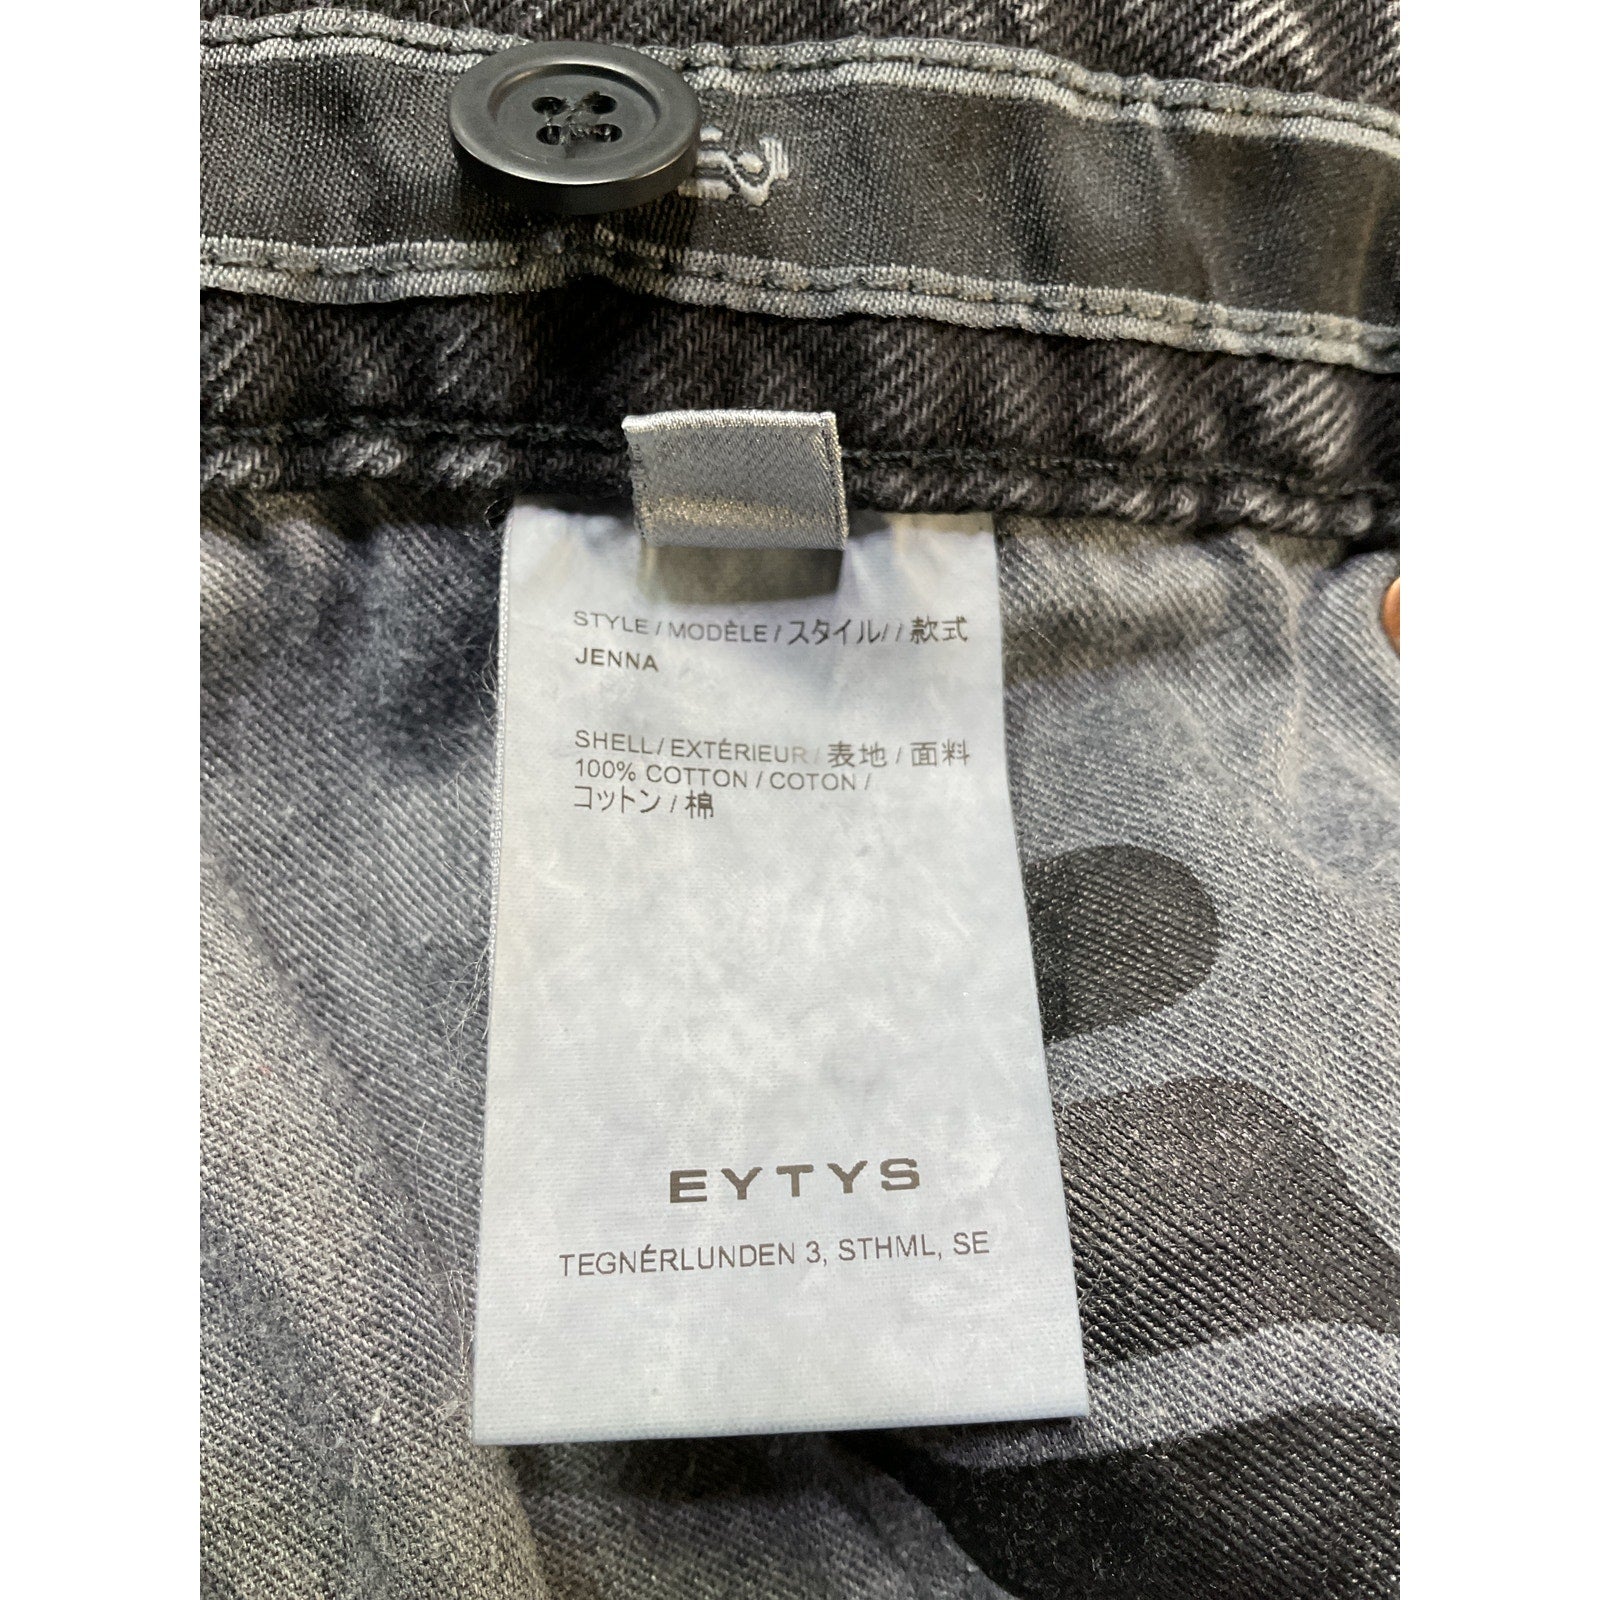 STYLE / MODÈLE / スタイル/ / 款式
JENNA
SHELL / EXTÉRIEUR / 表地 / 面料
100% COTTON / COTON /
コットン / 棉
EYTYS
TEGNÉRLUNDEN 3, STHML, SE